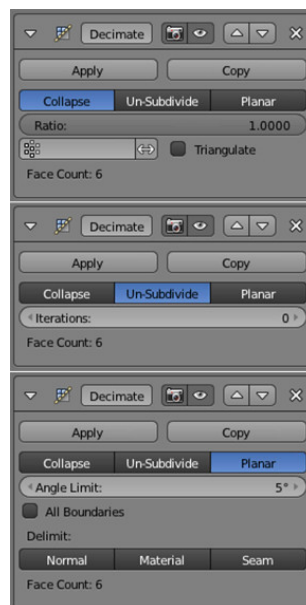 Decimate
Apply Copy
Collapse Un-Subdivide Planar
Ratio: 1.0000
Triangulate
Face Count: 6
Decimate
Apply Copy
Collapse Un-Subdivide Planar
Iterations: 0
Face Count: 6
Decimate
Apply Copy
Collapse Un-Subdivide Planar
Angle Limit: 5°
All Boundaries
Delimit:
Normal Material Seam
Face Count: 6